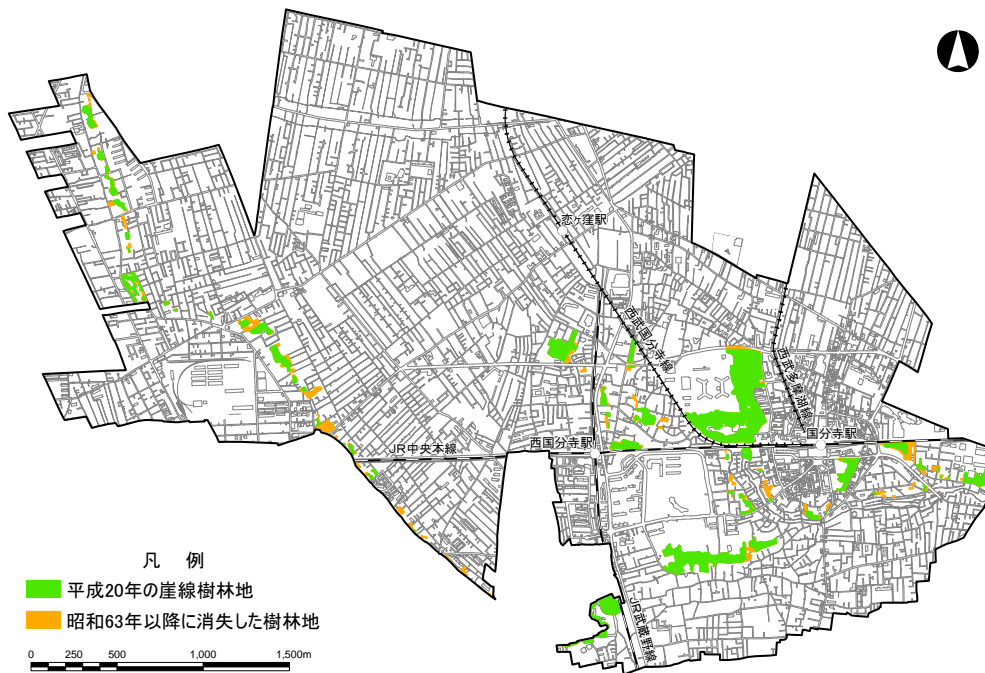 恋ヶ窪駅
西武国分寺線
西武多摩湖線
国分寺駅
西国分寺駅
JR中央本線
JR武蔵野線
凡 例
平成20年の崖線樹林地
昭和63年以降に消失した樹林地
0 250 500 1,000 1,500m